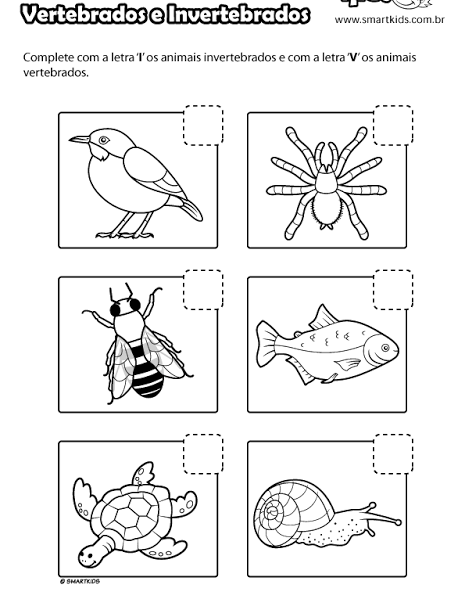 Vertebrados e Invertebrados
www.smartkids.com.br
Complete com a letra 'I' os animais invertebrados e com a letra 'V' os animais
vertebrados.
© SMARTKIDS